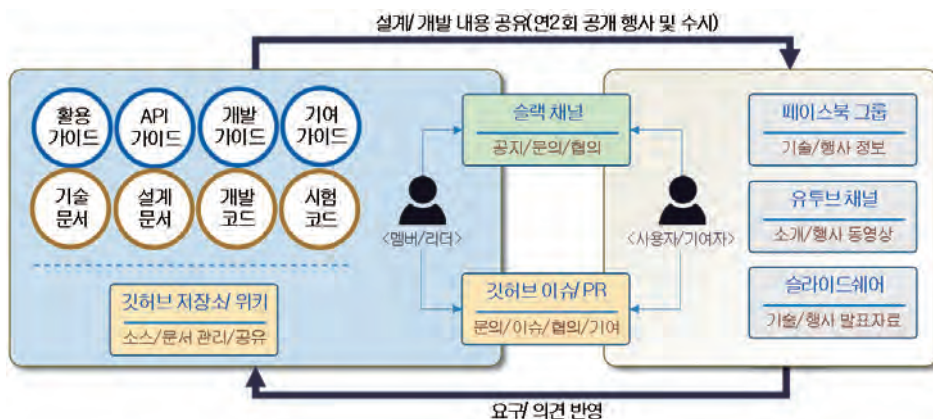 설계/ 개발 내용 공유(연2회 공개 행사 및 수시)
활용
가이드
API
가이드
개발
가이드
기여
가이드
기술
문서
설계
문서
개발
코드
시험
코드
깃허브 저장소/ 위키
소스/문서 관리/공유
<멤버/리더>
슬랙 채널
공지/문의/협의
깃허브 이슈/ PR
문의/이슈/협의/기여
<사용자/기여자>
페이스북 그룹
기술/행사 정보
유투브 채널
소개/행사 동영상
슬라이드쉐어
기술/행사 발표자료
요구/ 의견 반영